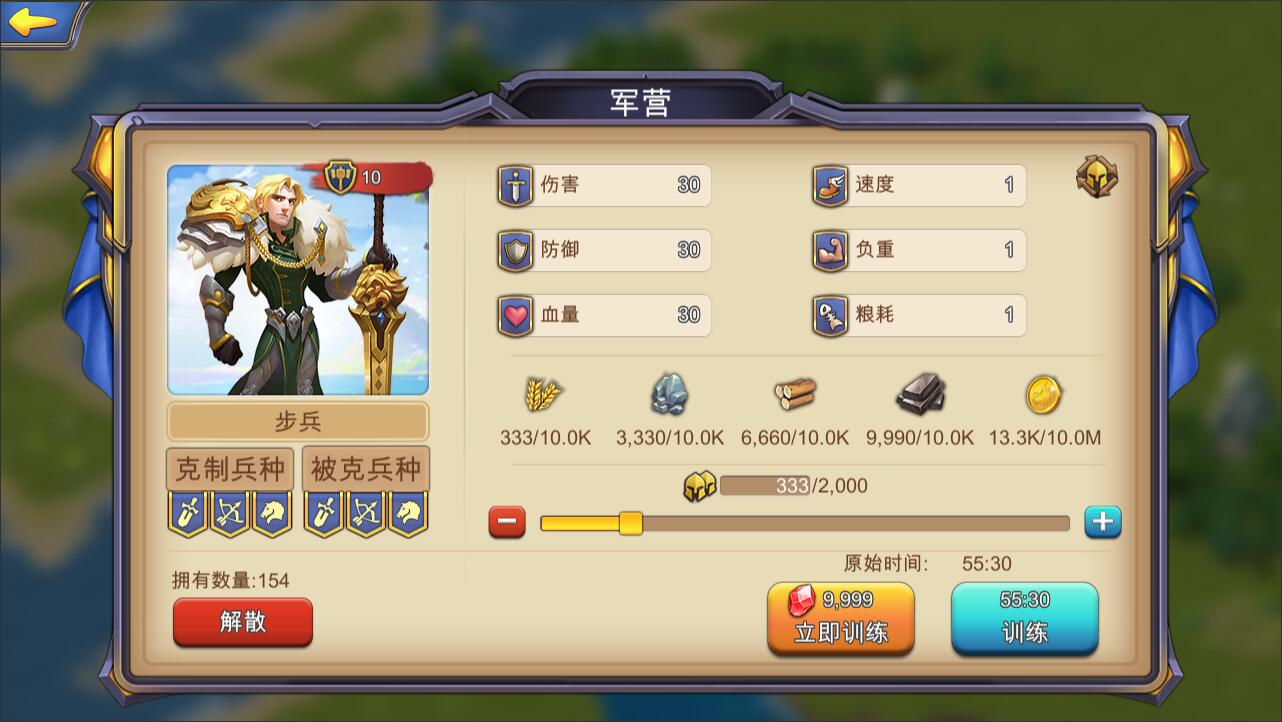 军营
10
步兵
克制兵种 被克兵种
拥有数量:154
解散
伤害 30
速度 1
防御 30
负重 1
血量 30
粮耗 1
333/10.0K 3,330/10.0K 6,660/10.0K 9,990/10.0K 13.3K/10.0M
333/2,000
原始时间: 55:30
9,999
立即训练
55:30
训练